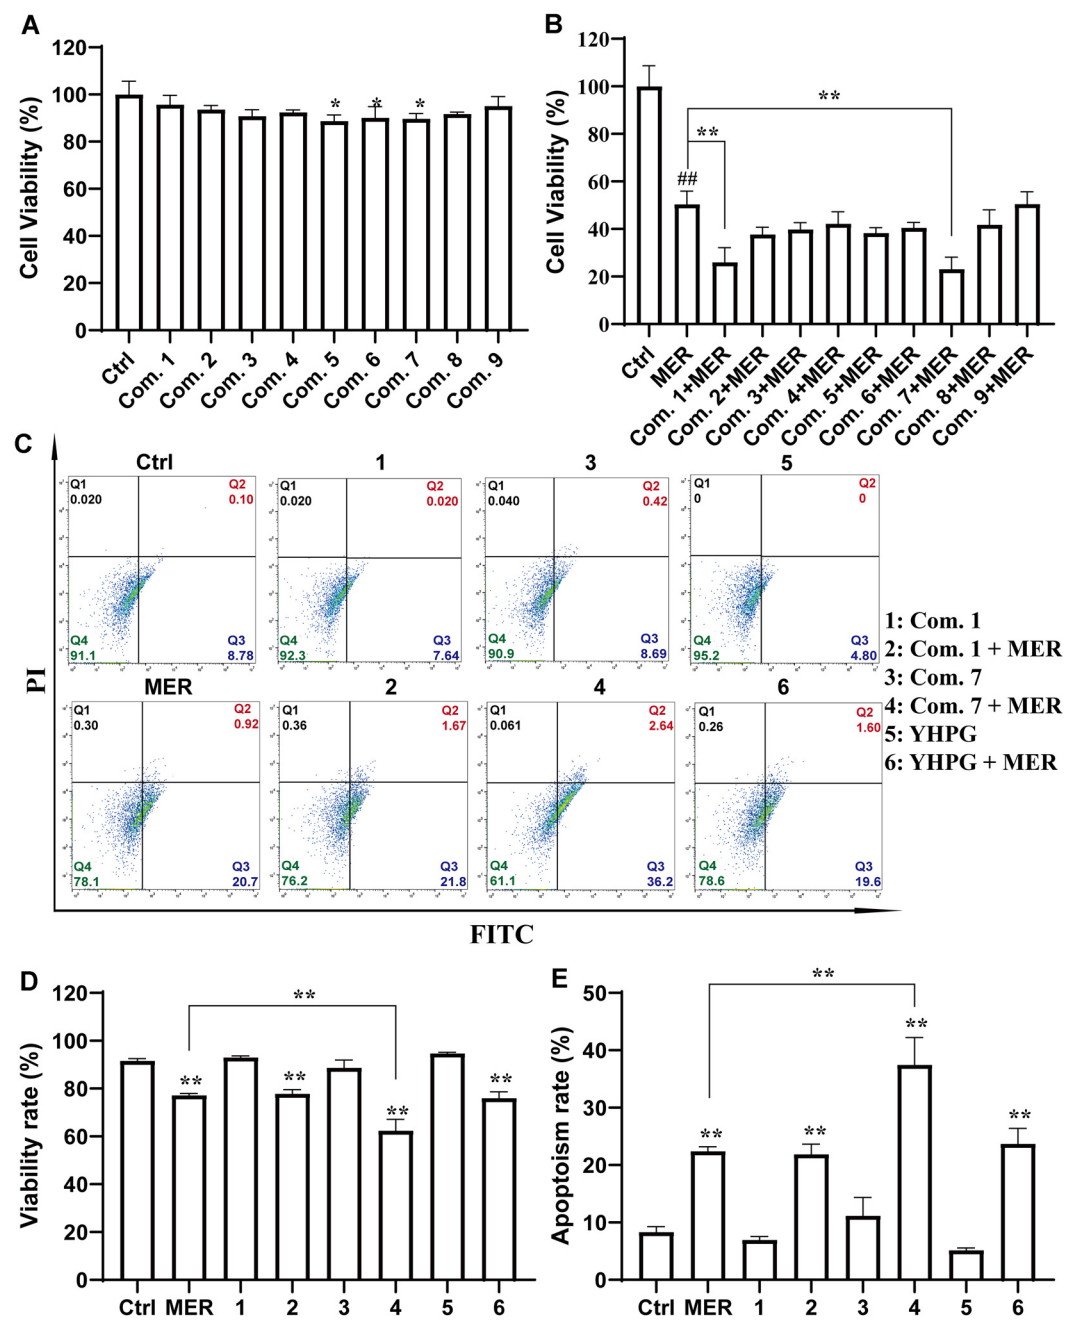 A
120
100
80
60
40
20
0
Cell Viability (%)
* * *
Ctrl
Com. 1
Com. 2
Com. 3
Com. 4
Com. 5
Com. 6
Com. 7
Com. 8
Com. 9
B
120
100
80
60
40
20
0
Cell Viability (%)
**
**
##
Ctrl
MER
Com. 1+MER
Com. 2+MER
Com. 3+MER
Com. 4+MER
Com. 5+MER
Com. 6+MER
Com. 7+MER
Com. 8+MER
Com. 9+MER
C
PI
FITC
Ctrl
Q1
0.020
Q2
0.10
Q4
91.1
Q3
8.78
1
Q1
0.020
Q2
0.020
Q4
92.3
Q3
7.64
3
Q1
0.040
Q2
0.42
Q4
90.9
Q3
8.69
5
Q1
0
Q2
0
Q4
95.2
Q3
4.80
MER
Q1
0.30
Q2
0.92
Q4
78.1
Q3
20.7
2
Q1
0.36
Q2
1.67
Q4
76.2
Q3
21.8
4
Q1
0.061
Q2
2.64
Q4
61.1
Q3
36.2
6
Q1
0.26
Q2
1.60
Q4
78.6
Q3
19.6
1: Com. 1
2: Com. 1 + MER
3: Com. 7
4: Com. 7 + MER
5: YHPG
6: YHPG + MER
D
120
100
80
60
40
20
0
Viability rate (%)
**
**
**
**
**
Ctrl MER 1 2 3 4 5 6
E
50
40
30
20
10
0
Apoptoism rate (%)
**
**
**
**
**
Ctrl MER 1 2 3 4 5 6